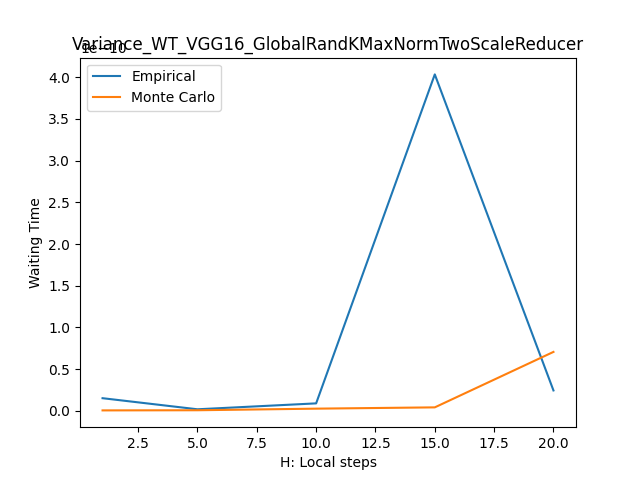 Variance_WT_VGG16_GlobalRandKMaxNormTwoScaleReducer
1e−10
Empirical
Monte Carlo
4.0
3.5
3.0
2.5
2.0
1.5
1.0
0.5
0.0
Waiting Time
2.5 5.0 7.5 10.0 12.5 15.0 17.5 20.0
H: Local steps